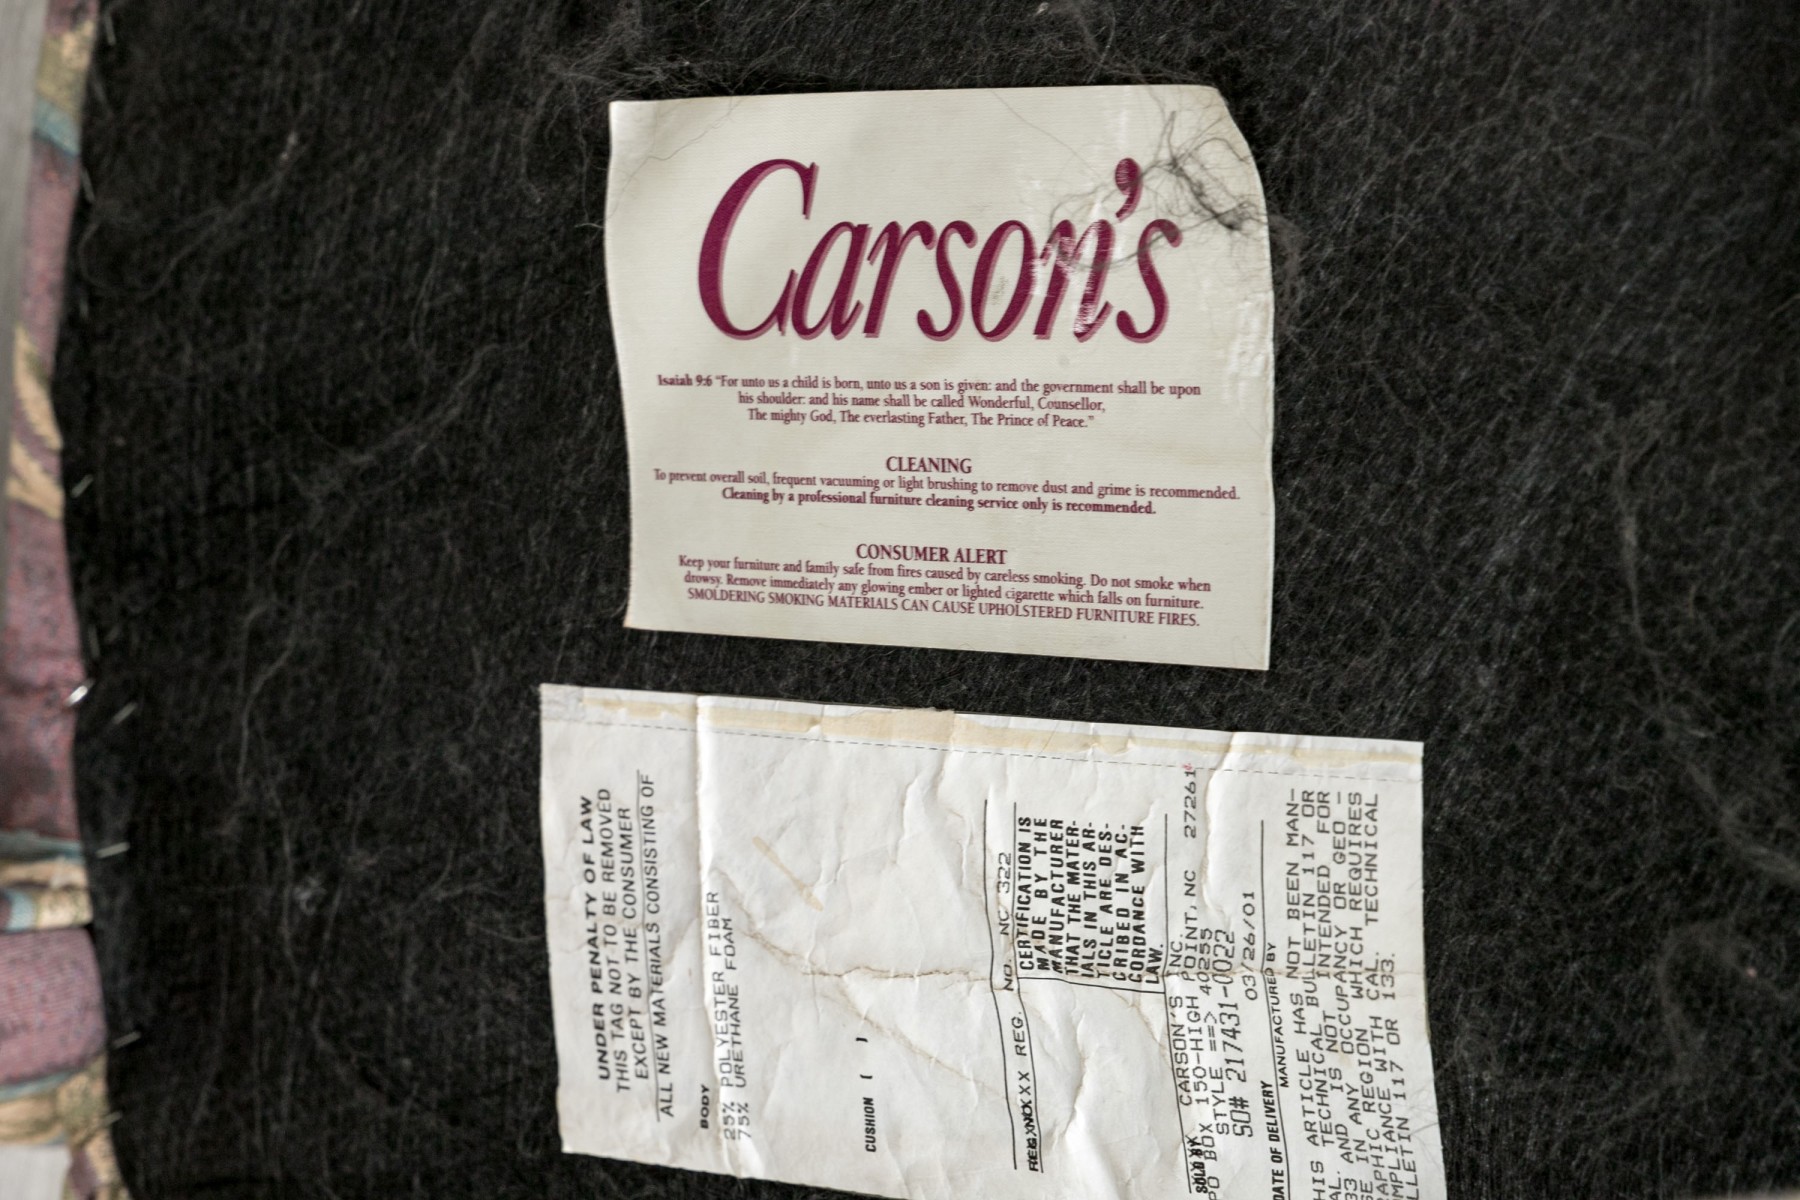 Carson's
Isaiah 9:6 "For unto us a child is born, unto us a son is given: and the government shall be upon
his shoulder: and his name shall be called Wonderful, Counsellor,
The mighty God, The everlasting Father, The Prince of Peace."
CLEANING
To prevent overall soil, frequent vacuuming or light brushing to remove dust and grime is recommended.
Cleaning by a professional furniture cleaning service only is recommended.
CONSUMER ALERT
Keep your furniture and family safe from fires caused by careless smoking. Do not smoke when
drowsy. Remove immediately any glowing ember or lighted cigarette which falls on furniture.
SMOLDERING SMOKING MATERIALS CAN CAUSE UPHOLSTERED FURNITURE FIRES.
UNDER PENALTY OF LAW
THIS TAG NOT TO BE REMOVED
EXCEPT BY THE CONSUMER
ALL NEW MATERIALS CONSISTING OF
BODY
25% POLYESTER FIBER
75% URETHANE FOAM
CUSHION ( )
REG. NO. NC 322
CERTIFICATION IS
MADE BY THE
MANUFACTURER
THAT THE MATER-
IALS IN THIS AR-
TICLE ARE DES-
CRIBED IN AC-
CORDANCE WITH
LAW.
SOLD BY CARSON'S INC.
PO BOX 150-HIGH POINT, NC 27261
STYLE ==> 40255
SO# 217431-0022
03/26/01
DATE OF DELIVERY MANUFACTURED BY
HIS ARTICLE HAS NOT BEEN MAN-
TECHNICAL BULLETIN 117 OR
33 AND IS NOT INTENDED FOR
SE IN ANY OCCUPANCY OR GEO-
APHIC REGION WHICH REQUIRES
MPLIANCE WITH CAL. TECHNICAL
LLETIN 117 OR 133.